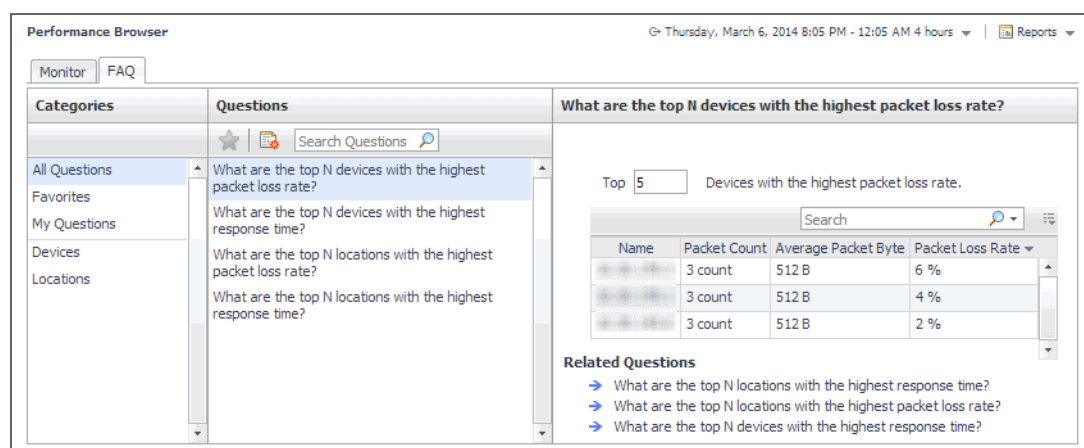 Performance Browser
Thursday, March 6, 2014 8:05 PM - 12:05 AM 4 hours
Reports
Monitor
FAQ
Categories
Questions
What are the top N devices with the highest packet loss rate?
Search Questions
All Questions
Favorites
My Questions
Devices
Locations
What are the top N devices with the highest
packet loss rate?
What are the top N devices with the highest
response time?
What are the top N locations with the highest
packet loss rate?
What are the top N locations with the highest
response time?
Top 5 Devices with the highest packet loss rate.
Search
Name Packet Count Average Packet Byte Packet Loss Rate
3 count 512 B 6 %
3 count 512 B 4 %
3 count 512 B 2 %
Related Questions
What are the top N locations with the highest response time?
What are the top N locations with the highest packet loss rate?
What are the top N devices with the highest response time?